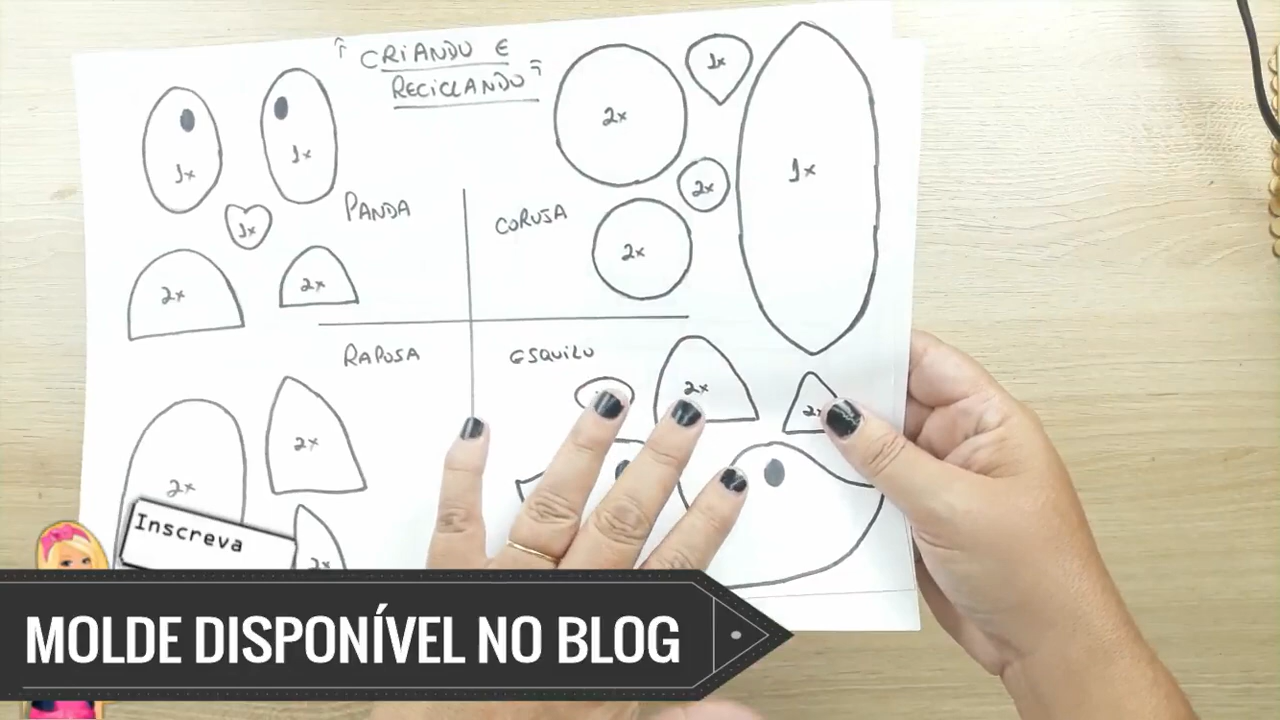 "CRIANDO E
RECICLANDO"
1x
1x
1x
PANDA
2x
2x
2x
1x
1x
2x
2x
CORUJA
RAPOSA
2x
2x
2x
ESQUILO
2x
2x
Inscreva
MOLDE DISPONÍVEL NO BLOG